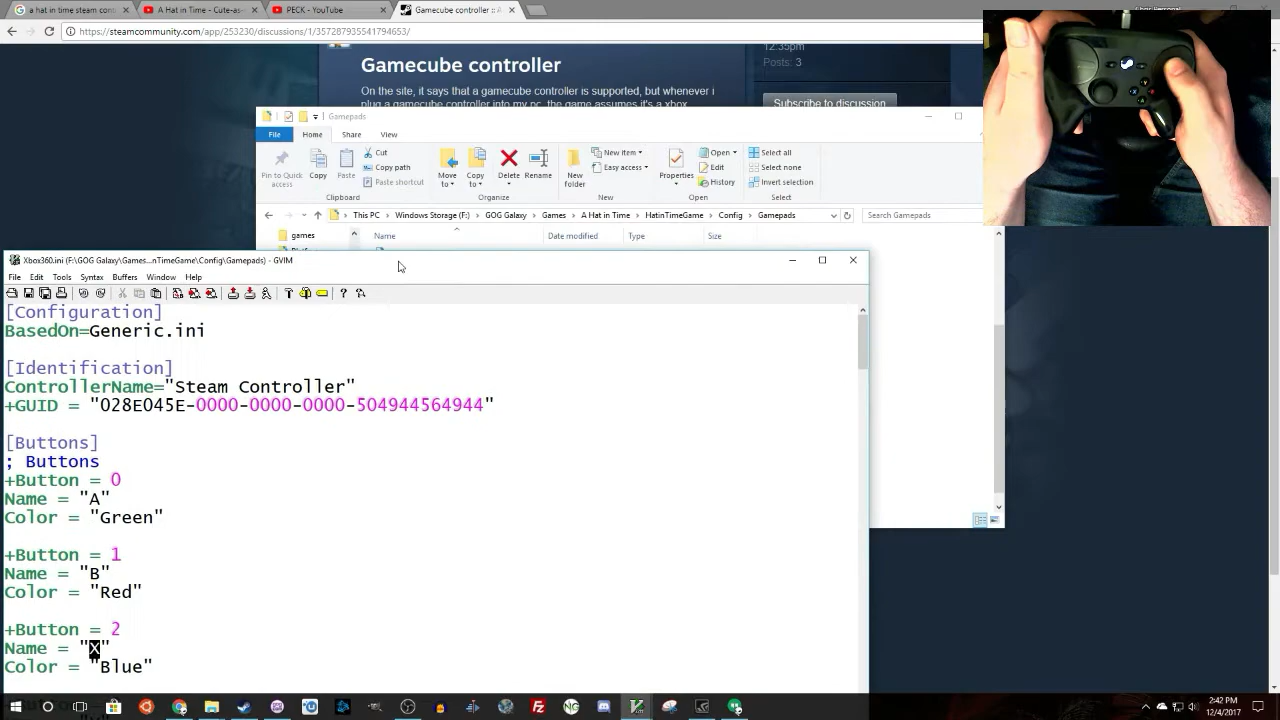 a hat in time steam contr
A Hat in Time - Cute-as-
PECK - YouTube
Gamecube controller :: A
https://steamcommunity.com/app/253230/discussions/1/357287935541794653/
12:35pm
Posts: 3
Gamecube controller
On the site, it says that a gamecube controller is supported, but whenever i
plug a gamecube controller into my pc, the game assumes it's a xbox
Subscribe to discussion
Gamepads
File
Home
Share
View
Pin to Quick
access
Copy
Paste
Cut
Copy path
Paste shortcut
Move
to
Copy
to
Delete
Rename
New
folder
New item
Easy access
Properties
Open
Edit
History
Select all
Select none
Invert selection
Clipboard
Organize
New
Open
Select
This PC
Windows Storage (F:)
GOG Galaxy
Games
A Hat in Time
HatinTimeGame
Config
Gamepads
Search Gamepads
games
Name
Date modified
Type
Size
Xbox360.ini (F:\GOG Galaxy\Games...nTimeGame\Config\Gamepads) - GVIM
File Edit Tools Syntax Buffers Window Help
[Configuration]
BasedOn=Generic.ini
[Identification]
ControllerName="Steam Controller"
+GUID = "028E045E-0000-0000-0000-504944564944"
[Buttons]
; Buttons
+Button = 0
Name = "A"
Color = "Green"
+Button = 1
Name = "B"
Color = "Red"
+Button = 2
Name = "X"
Color = "Blue"
2:42 PM
12/4/2017